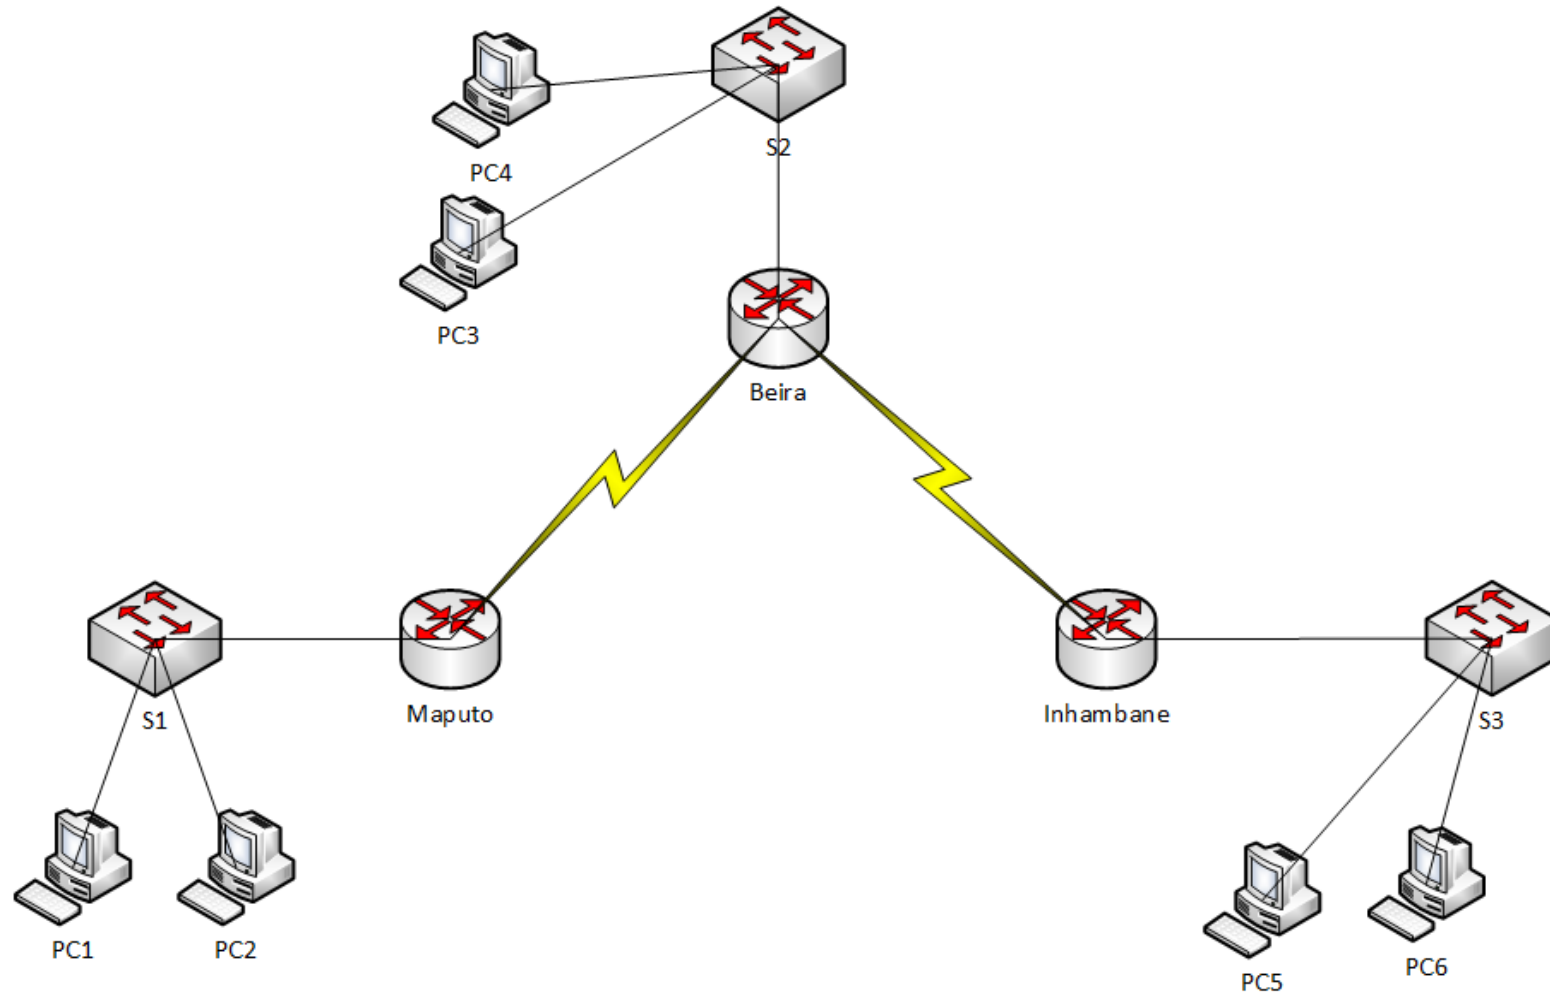 S2
PC4
PC3
Beira
S1
Maputo
Inhambane
S3
PC1
PC2
PC5
PC6